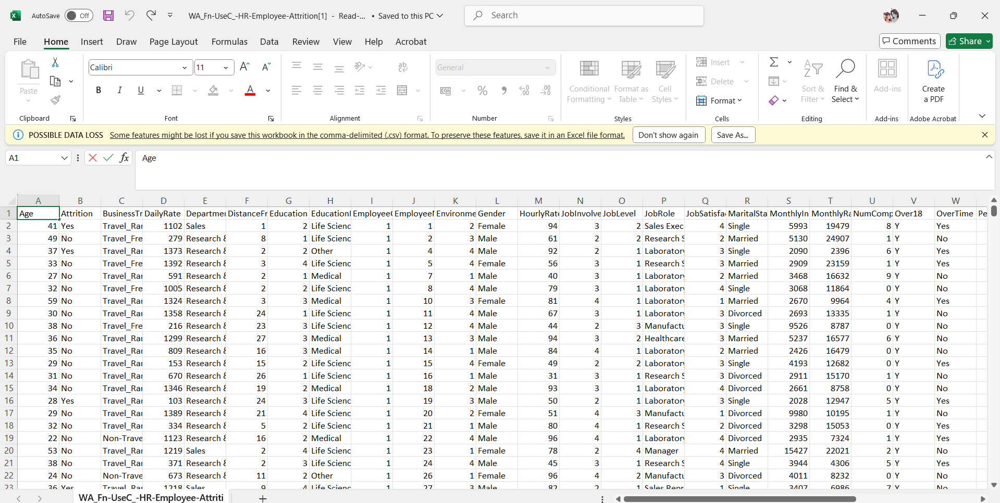 AutoSave Off WA_Fn-UseC_-HR-Employee-Attrition[1] - Read-... • Saved to this PC Search
File Home Insert Draw Page Layout Formulas Data Review View Help Acrobat Comments Share
Calibri 11 General Insert
Paste B I U A Conditional Formatting Format as Table Cell Styles Delete Sort & Filter Find & Select Add-ins Create a PDF
Format
Clipboard Font Alignment Number Styles Cells Editing Add-ins Adobe Acrobat
POSSIBLE DATA LOSS Some features might be lost if you save this workbook in the comma-delimited (.csv) format. To preserve these features, save it in an Excel file format. Don't show again Save As...
A1 fx Age
A B C D E F G H I J K L M N O P Q R S T U V W
1 Age Attrition BusinessTr DailyRate Departmen DistanceFr Education Education EmployeeC EmployeeN Environme Gender HourlyRate JobInvolve JobLevel JobRole JobSatisfac MaritalSta MonthlyIn MonthlyRa NumComp Over18 OverTime Pe
2 41 Yes Travel_Rar 1102 Sales 1 2 Life Scienc 1 1 2 Female 94 3 2 Sales Exec 4 Single 5993 19479 8 Y Yes
3 49 No Travel_Fre 279 Research & 8 1 Life Scienc 1 2 3 Male 61 2 2 Research S 2 Married 5130 24907 1 Y No
4 37 Yes Travel_Rar 1373 Research & 2 2 Other 1 4 4 Male 92 2 1 Laboratory 3 Single 2090 2396 6 Y Yes
5 33 No Travel_Fre 1392 Research & 3 4 Life Scienc 1 5 4 Female 56 3 1 Research S 3 Married 2909 23159 1 Y Yes
6 27 No Travel_Rar 591 Research & 2 1 Medical 1 7 1 Male 40 3 1 Laboratory 2 Married 3468 16632 9 Y No
7 32 No Travel_Fre 1005 Research & 2 2 Life Scienc 1 8 4 Male 79 3 1 Laboratory 4 Single 3068 11864 0 Y No
8 59 No Travel_Rar 1324 Research & 3 3 Medical 1 10 3 Female 81 4 1 Laboratory 1 Married 2670 9964 4 Y Yes
9 30 No Travel_Rar 1358 Research & 24 1 Life Scienc 1 11 4 Male 67 3 1 Laboratory 3 Divorced 2693 13335 1 Y No
10 38 No Travel_Fre 216 Research & 23 3 Life Scienc 1 12 4 Male 44 2 3 Manufactu 3 Single 9526 8787 0 Y No
11 36 No Travel_Rar 1299 Research & 27 3 Medical 1 13 3 Male 94 3 2 Healthcare 3 Married 5237 16577 6 Y No
12 35 No Travel_Rar 809 Research & 16 3 Medical 1 14 1 Male 84 4 1 Laboratory 2 Married 2426 16479 0 Y No
13 29 No Travel_Rar 153 Research & 15 2 Life Scienc 1 15 4 Female 49 2 2 Laboratory 3 Single 4193 12682 0 Y Yes
14 31 No Travel_Rar 670 Research & 26 1 Life Scienc 1 16 1 Male 31 3 1 Research S 3 Divorced 2911 15170 1 Y No
15 34 No Travel_Rar 1346 Research & 19 2 Medical 1 18 2 Male 93 3 1 Laboratory 4 Divorced 2661 8758 0 Y No
16 28 Yes Travel_Rar 103 Research & 24 3 Life Scienc 1 19 3 Male 50 2 1 Laboratory 3 Single 2028 12947 5 Y Yes
17 29 No Travel_Rar 1389 Research & 21 4 Life Scienc 1 20 2 Female 51 4 3 Manufactu 1 Divorced 9980 10195 1 Y No
18 32 No Travel_Rar 334 Research & 5 2 Life Scienc 1 21 1 Male 80 4 1 Research S 2 Divorced 3298 15053 0 Y Yes
19 22 No Non-Trave 1123 Research & 16 2 Medical 1 22 4 Male 96 4 1 Laboratory 4 Divorced 2935 7324 1 Y Yes
20 53 No Travel_Rar 1219 Sales 2 4 Life Scienc 1 23 1 Female 78 2 4 Manager 4 Married 15427 22021 2 Y No
21 38 No Travel_Rar 371 Research & 2 3 Life Scienc 1 24 4 Male 45 3 1 Research S 4 Single 3944 4306 5 Y Yes
22 24 No Non-Trave 673 Research & 11 2 Other 1 26 1 Female 96 4 2 Manufactu 3 Divorced 4011 8232 0 Y No
23 36 Yes Travel_Rar 1218 Sales 9 4 Life Scienc 1 27 3 Male 82 2 1 Sales Repr 1 Single 3407 6986 7 Y No
WA_Fn-UseC_-HR-Employee-Attriti